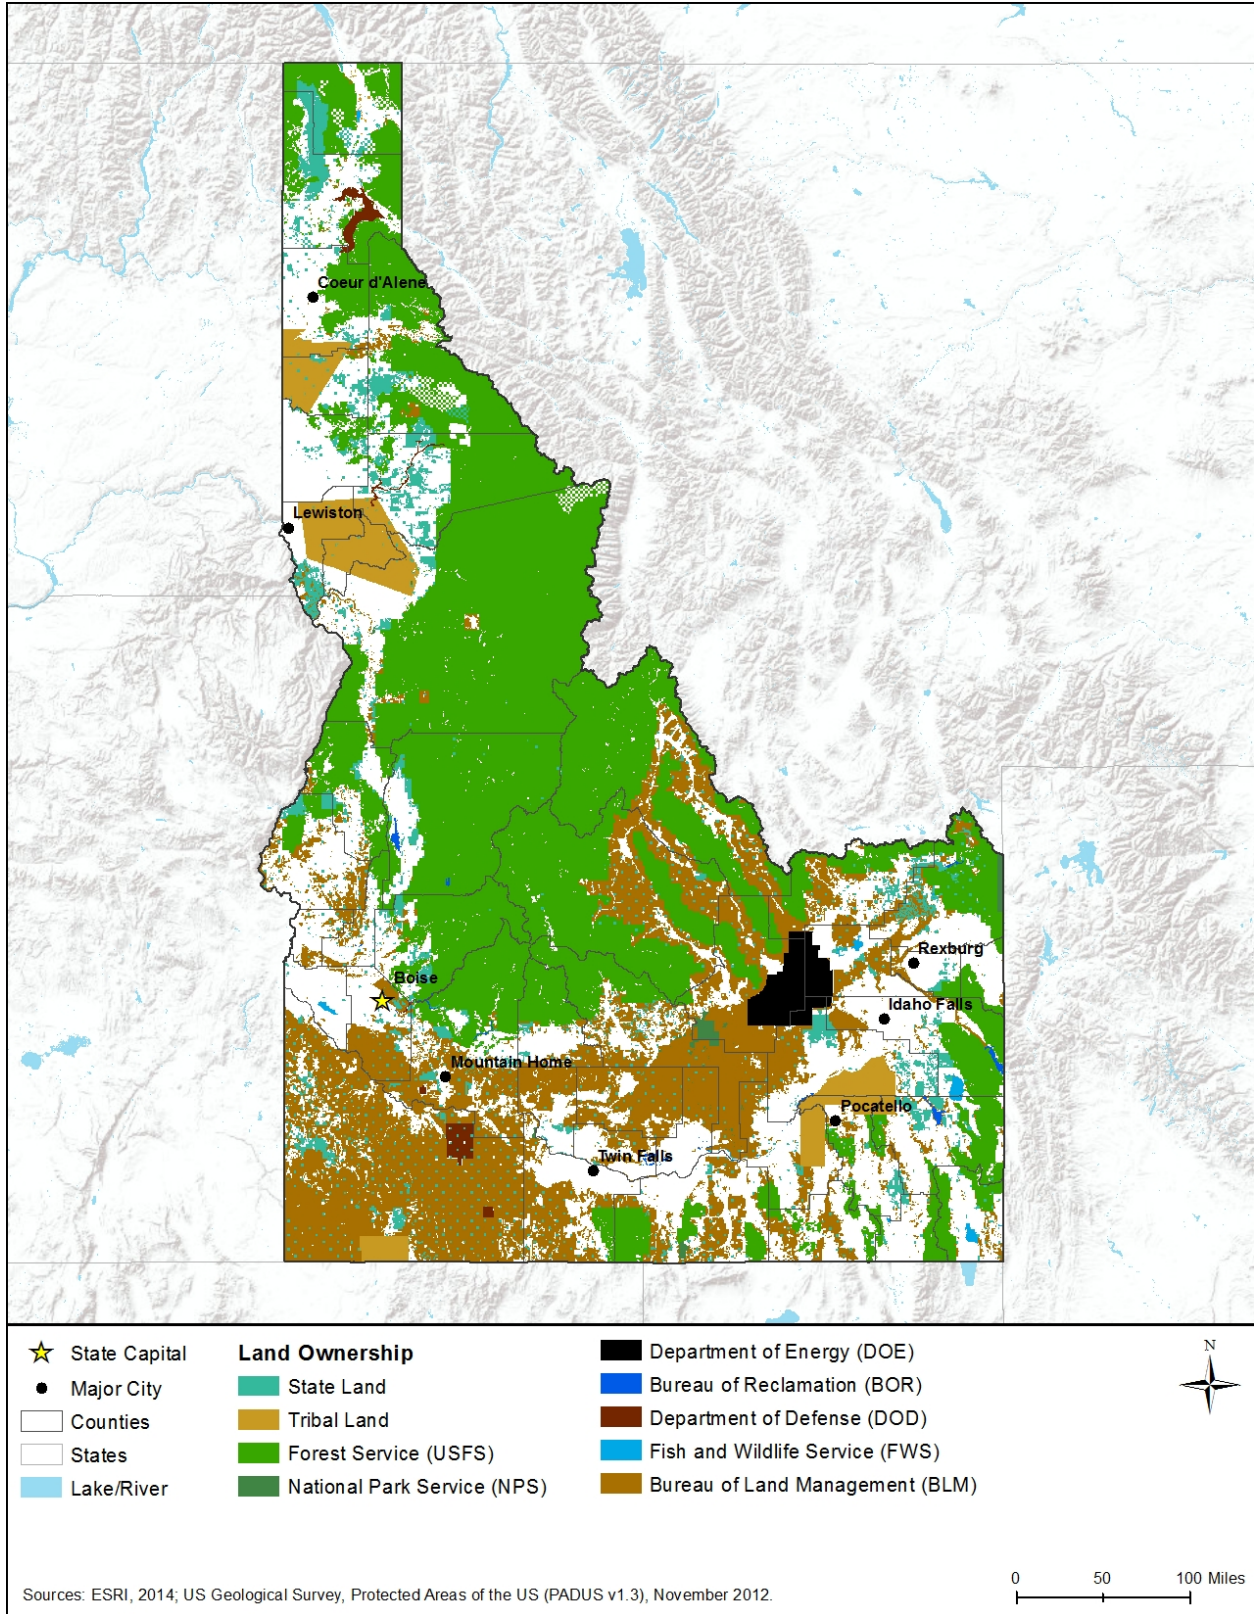 Coeur d'Alene
Lewiston
Boise
Rexburg
Idaho Falls
Mountain Home
Pocatello
Twin Falls
State Capital
Major City
Counties
States
Lake/River
Land Ownership
State Land
Tribal Land
Forest Service (USFS)
National Park Service (NPS)
Department of Energy (DOE)
Bureau of Reclamation (BOR)
Department of Defense (DOD)
Fish and Wildlife Service (FWS)
Bureau of Land Management (BLM)
N
0 50 100 Miles
Sources: ESRI, 2014; US Geological Survey, Protected Areas of the US (PADUS v1.3), November 2012.